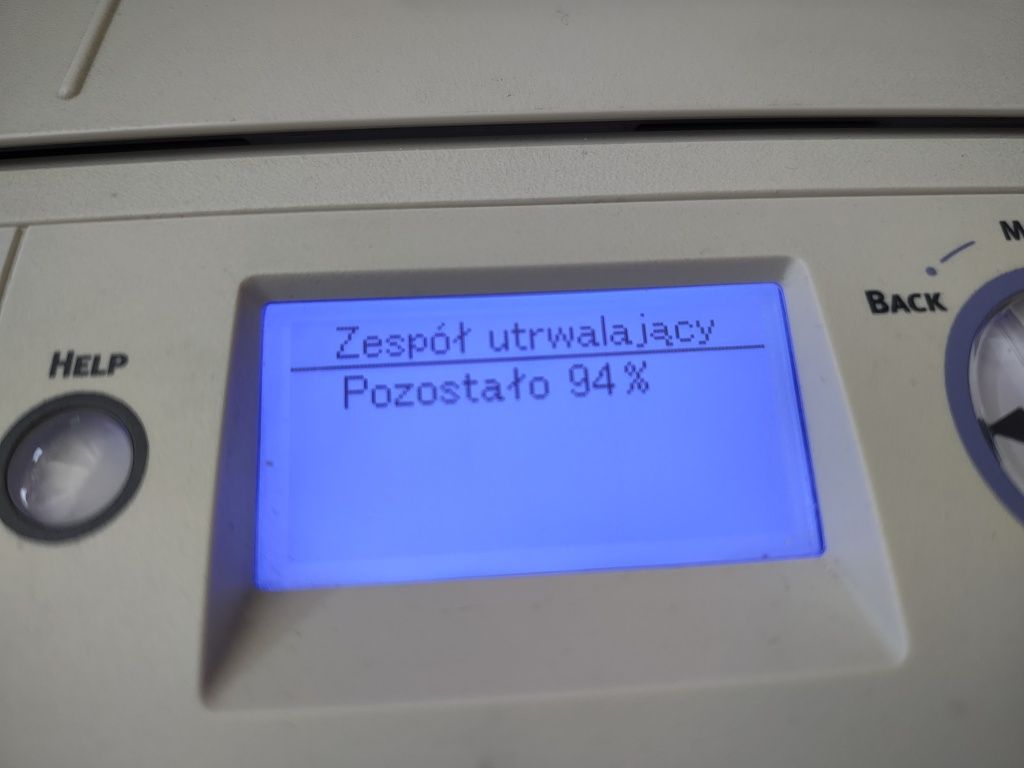 Zespół utrwalający
Pozostało 94%
HELP
BACK